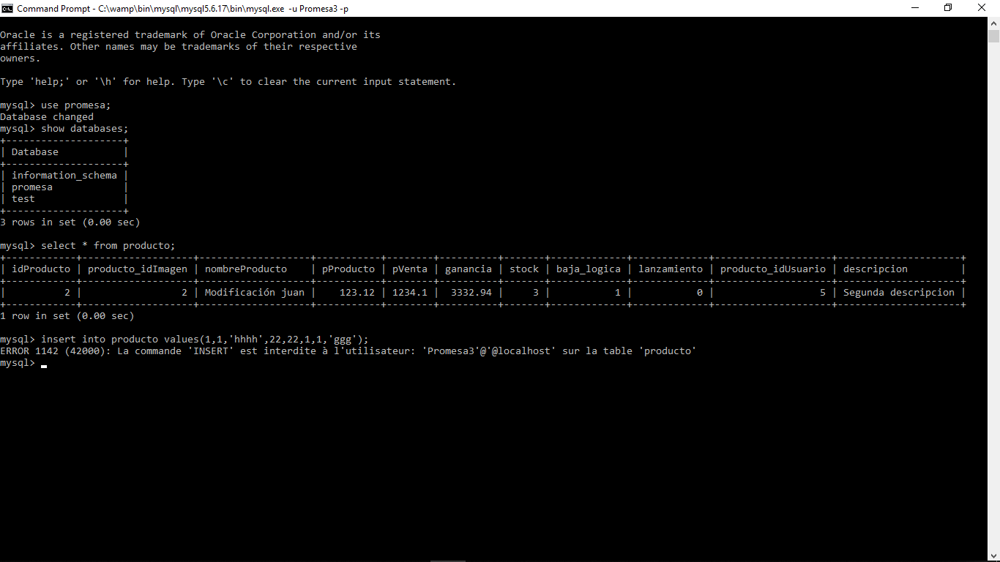 Command Prompt - C:\wamp\bin\mysql\mysql5.6.17\bin\mysql.exe -u Promesa3 -p
Oracle is a registered trademark of Oracle Corporation and/or its
affiliates. Other names may be trademarks of their respective
owners.
Type 'help;' or '\h' for help. Type '\c' to clear the current input statement.
mysql> use promesa;
Database changed
mysql> show databases;
+--------------------+
| Database           |
+--------------------+
| information_schema |
| promesa            |
| test               |
+--------------------+
3 rows in set (0.00 sec)
mysql> select * from producto;
+------------+-------------------+-------------------+-----------+---------+----------+-------+-------------+-------------+--------------------+---------------------+
| idProducto | producto_idImagen | nombreProducto    | pProducto | pVenta | ganancia | stock | baja_logica | lanzamiento | producto_idUsuario | descripcion         |
+------------+-------------------+-------------------+-----------+---------+----------+-------+-------------+-------------+--------------------+---------------------+
|          2 |                 2 | Modificación juan |    123.12 | 1234.1 |  3332.94 |     3 |           1 |           0 |                  5 | Segunda descripcion |
+------------+-------------------+-------------------+-----------+---------+----------+-------+-------------+-------------+--------------------+---------------------+
1 row in set (0.00 sec)
mysql> insert into producto values(1,1,'hhhh',22,22,1,1,'ggg');
ERROR 1142 (42000): La commande 'INSERT' est interdite à l'utilisateur: 'Promesa3'@'@localhost' sur la table 'producto'
mysql>